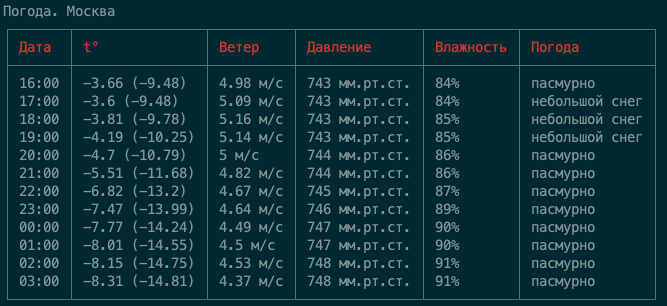 Погода. Москва
Дата t° Ветер Давление Влажность Погода
16:00 -3.66 (-9.48) 4.98 м/с 743 мм.рт.ст. 84% пасмурно
17:00 -3.6 (-9.48) 5.09 м/с 743 мм.рт.ст. 84% небольшой снег
18:00 -3.81 (-9.78) 5.16 м/с 743 мм.рт.ст. 85% небольшой снег
19:00 -4.19 (-10.25) 5.14 м/с 743 мм.рт.ст. 85% небольшой снег
20:00 -4.7 (-10.79) 5 м/с 744 мм.рт.ст. 86% пасмурно
21:00 -5.51 (-11.68) 4.82 м/с 744 мм.рт.ст. 86% пасмурно
22:00 -6.82 (-13.2) 4.67 м/с 745 мм.рт.ст. 87% пасмурно
23:00 -7.47 (-13.99) 4.64 м/с 746 мм.рт.ст. 89% пасмурно
00:00 -7.77 (-14.24) 4.49 м/с 747 мм.рт.ст. 90% пасмурно
01:00 -8.01 (-14.55) 4.5 м/с 747 мм.рт.ст. 90% пасмурно
02:00 -8.15 (-14.75) 4.53 м/с 748 мм.рт.ст. 91% пасмурно
03:00 -8.31 (-14.81) 4.37 м/с 748 мм.рт.ст. 91% пасмурно